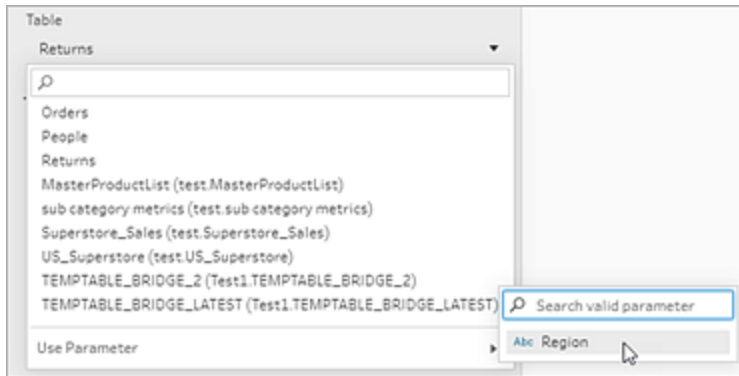 Table
Returns
Orders
People
Returns
MasterProductList (test.MasterProductList)
sub category metrics (test.sub category metrics)
Superstore_Sales (test.Superstore_Sales)
US_Superstore (test.US_Superstore)
TEMPTABLE_BRIDGE_2 (Test1.TEMPTABLE_BRIDGE_2)
TEMPTABLE_BRIDGE_LATEST (Test1.TEMPTABLE_BRIDGE_LATEST)
Search valid parameter
Use Parameter
Abc Region